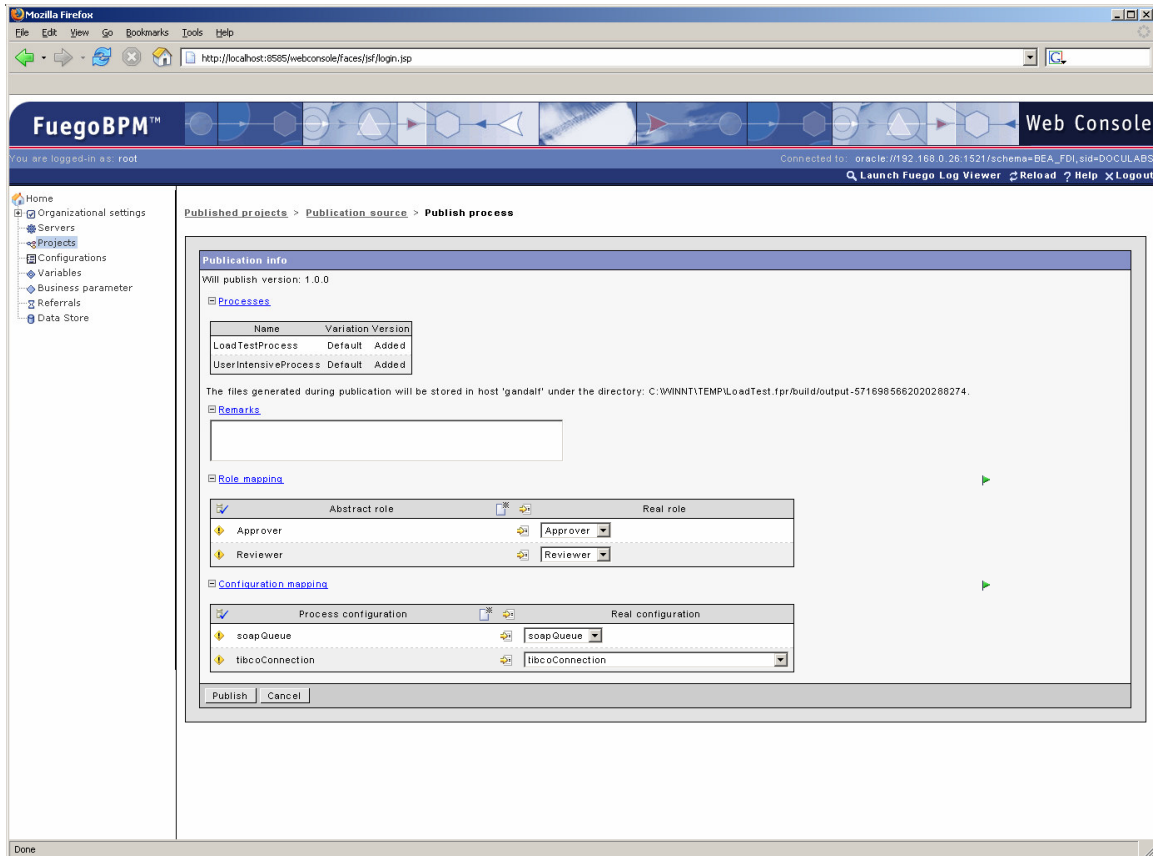 Mozilla Firefox
File Edit View Go Bookmarks Tools Help
http://localhost:8585/webconsole/faces/jsf/login.jsp
G
FuegoBPM™ Web Console
You are logged-in as: root Connected to: oracle://192.168.0.26:1521/schema=BEA_FDI,sid=DOCULABS
Launch Fuego Log Viewer Reload ? Help X Logout
Home
Organizational settings
Servers
Projects
Configurations
Variables
Business parameter
Referrals
Data Store
Published projects > Publication source > Publish process
Publication info
Will publish version: 1.0.0
Processes
Name Variation Version
LoadTestProcess Default Added
UserIntensiveProcess Default Added
The files generated during publication will be stored in host 'gandalf' under the directory: C:\WINNT\TEMP\LoadTest.fpr/build/output-5716985662020288274.
Remarks
Role mapping
Abstract role Real role
Approver Approver
Reviewer Reviewer
Configuration mapping
Process configuration Real configuration
soapQueue soapQueue
tibcoConnection tibcoConnection
Publish Cancel
Done